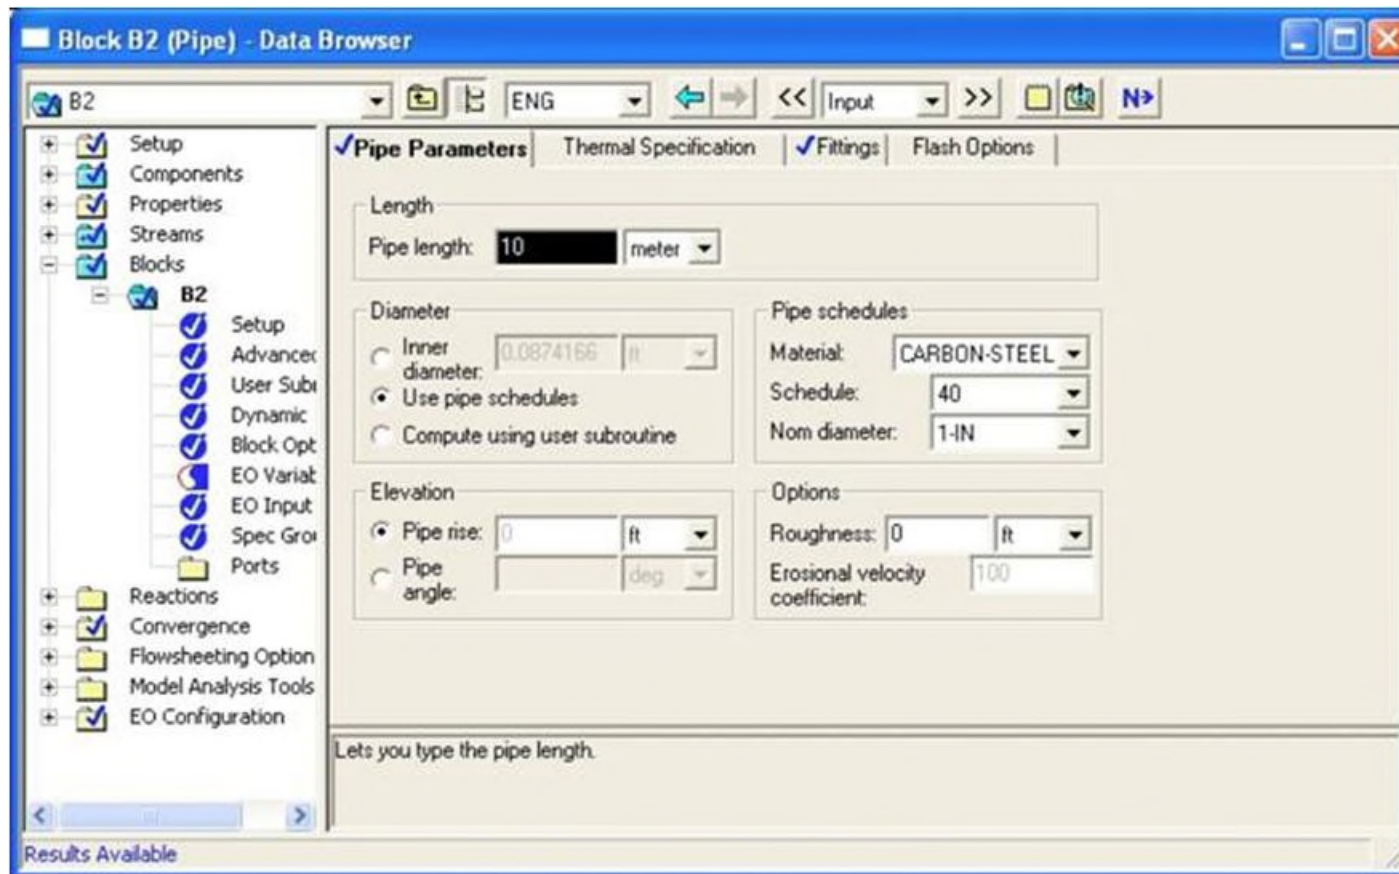 Block B2 (Pipe) - Data Browser
B2 ENG << Input >> N
Setup
Components
Properties
Streams
Blocks
B2
Setup
Advanced
User Subr
Dynamic
Block Opt
EO Variab
EO Input
Spec Grou
Ports
Reactions
Convergence
Flowsheeting Option
Model Analysis Tools
EO Configuration
Pipe Parameters Thermal Specification Fittings Flash Options
Length
Pipe length: 10 meter
Diameter
Inner diameter: 0.0874166 ft
Use pipe schedules
Compute using user subroutine
Pipe schedules
Material: CARBON-STEEL
Schedule: 40
Nom diameter: 1-IN
Elevation
Pipe rise: 0 ft
Pipe angle: deg
Options
Roughness: 0 ft
Erosional velocity coefficient: 100
Lets you type the pipe length.
Results Available